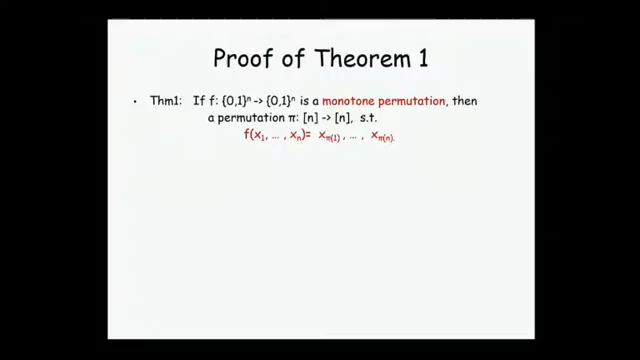 Proof of Theorem 1
• Thm1: If f: {0,1}ⁿ -> {0,1}ⁿ is a monotone permutation, then
a permutation π: [n] -> [n], s.t.
f(x₁, … , xₙ)= x_π(1) , … , x_π(n).